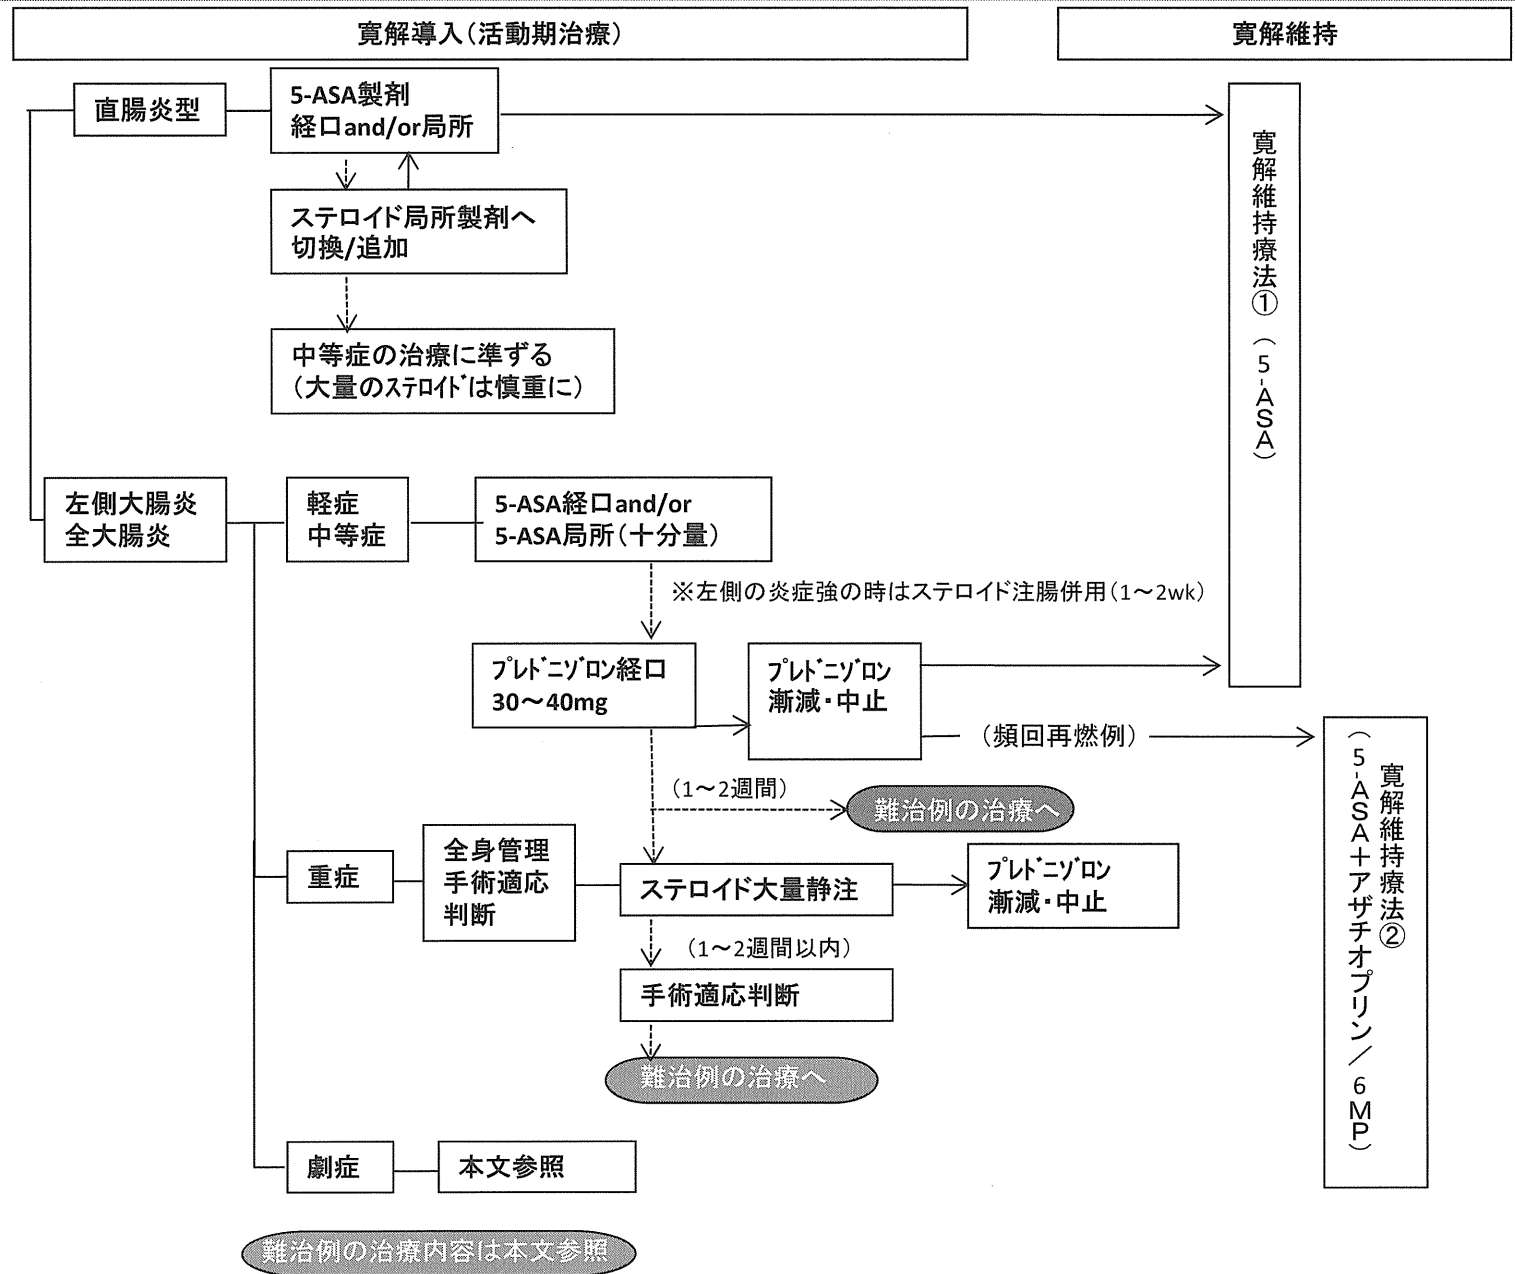 寛解導入（活動期治療）
寛解維持
直腸炎型
5-ASA製剤
経口and/or局所
ステロイド局所製剤へ
切換/追加
中等症の治療に準ずる
（大量のｽﾃﾛｲﾄﾞは慎重に）
寛解維持療法①（5-ASA）
左側大腸炎
全大腸炎
軽症
中等症
5-ASA経口and/or
5-ASA局所（十分量）
※左側の炎症強の時はステロイド注腸併用（1～2wk）
ﾌﾟﾚﾄﾞﾆｿﾞﾛﾝ経口
30～40mg
ﾌﾟﾚﾄﾞﾆｿﾞﾛﾝ
漸減・中止
（頻回再燃例）
寛解維持療法②
（5-ASA＋アザチオプリン／6MP）
（1～2週間）
難治例の治療へ
重症
全身管理
手術適応
判断
ステロイド大量静注
ﾌﾟﾚﾄﾞﾆｿﾞﾛﾝ
漸減・中止
（1～2週間以内）
手術適応判断
難治例の治療へ
劇症
本文参照
難治例の治療内容は本文参照